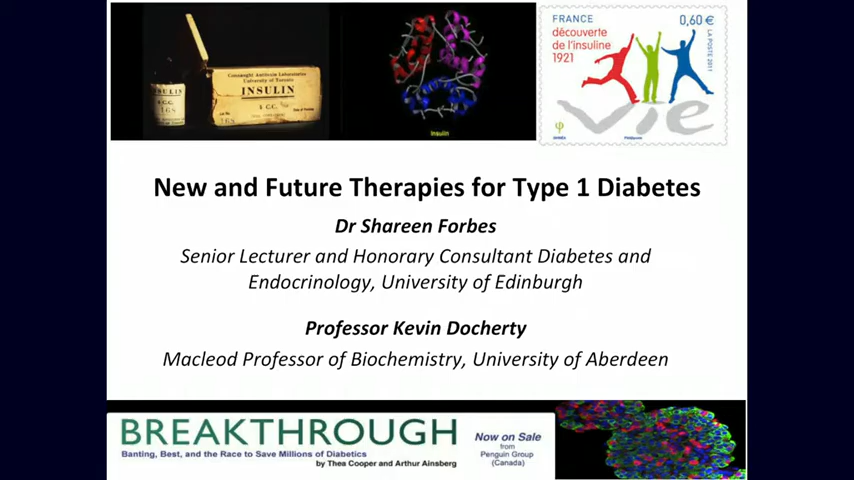 Connaught Antitoxin Laboratories
University of Toronto
INSULIN
INSULIN
Insulin
FRANCE
0,60 €
découverte
de l'insuline
1921
LA POSTE 2011
vie
New and Future Therapies for Type 1 Diabetes
Dr Shareen Forbes
Senior Lecturer and Honorary Consultant Diabetes and
Endocrinology, University of Edinburgh
Professor Kevin Docherty
Macleod Professor of Biochemistry, University of Aberdeen
BREAKTHROUGH
Banting, Best, and the Race to Save Millions of Diabetics
by Thea Cooper and Arthur Ainsberg
Now on Sale
from
Penguin Group
(Canada)